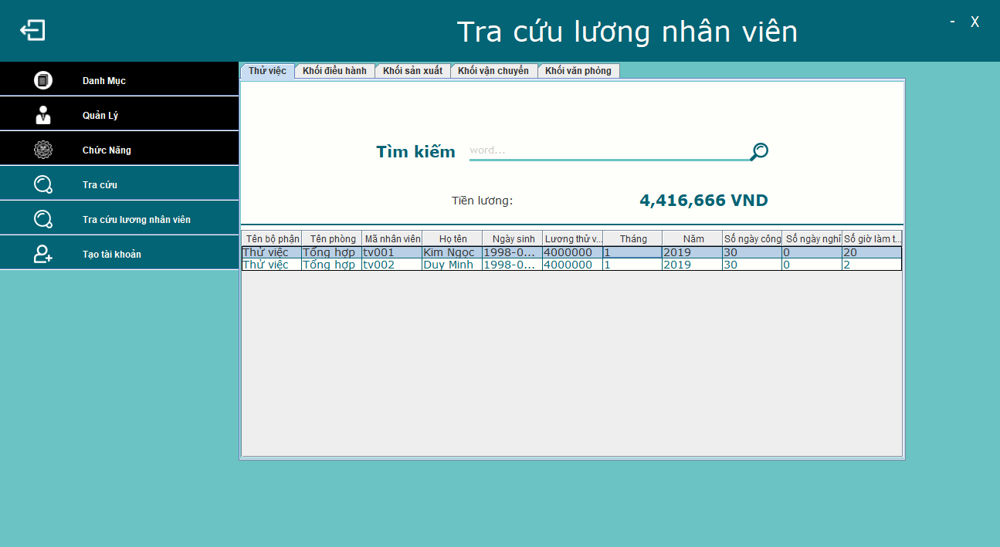 Tra cứu lương nhân viên
- X
Danh Mục
Quản Lý
Chức Năng
Tra cứu
Tra cứu lương nhân viên
Tạo tài khoản
Thử việc Khối điều hành Khối sản xuất Khối vận chuyển Khối văn phòng
Tìm kiếm word...
Tiền lương: 4,416,666 VND
Tên bộ phận Tên phòng Mã nhân viên Họ tên Ngày sinh Lương thử v... Tháng Năm Số ngày công Số ngày nghỉ Số giờ làm t...
Thử việc Tổng hợp tv001 Kim Ngọc 1998-0... 4000000 1 2019 30 0 20
Thử việc Tổng hợp tv002 Duy Minh 1998-0... 4000000 1 2019 30 0 2